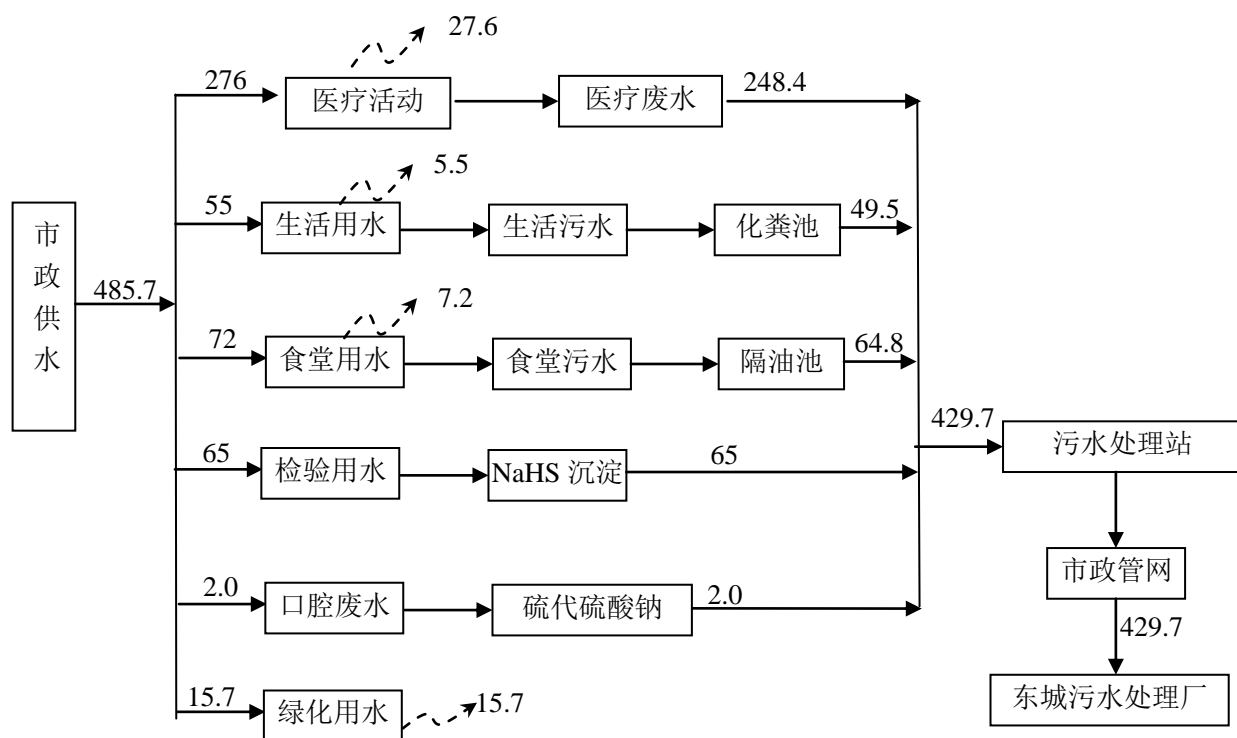 27.6
276
医疗活动
医疗废水
248.4
5.5
55
生活用水
生活污水
化粪池
49.5
市政供水
485.7
7.2
72
食堂用水
食堂污水
隔油池
64.8
429.7
污水处理站
65
检验用水
NaHS 沉淀
65
市政管网
2.0
口腔废水
硫代硫酸钠
2.0
429.7
15.7
绿化用水
15.7
东城污水处理厂